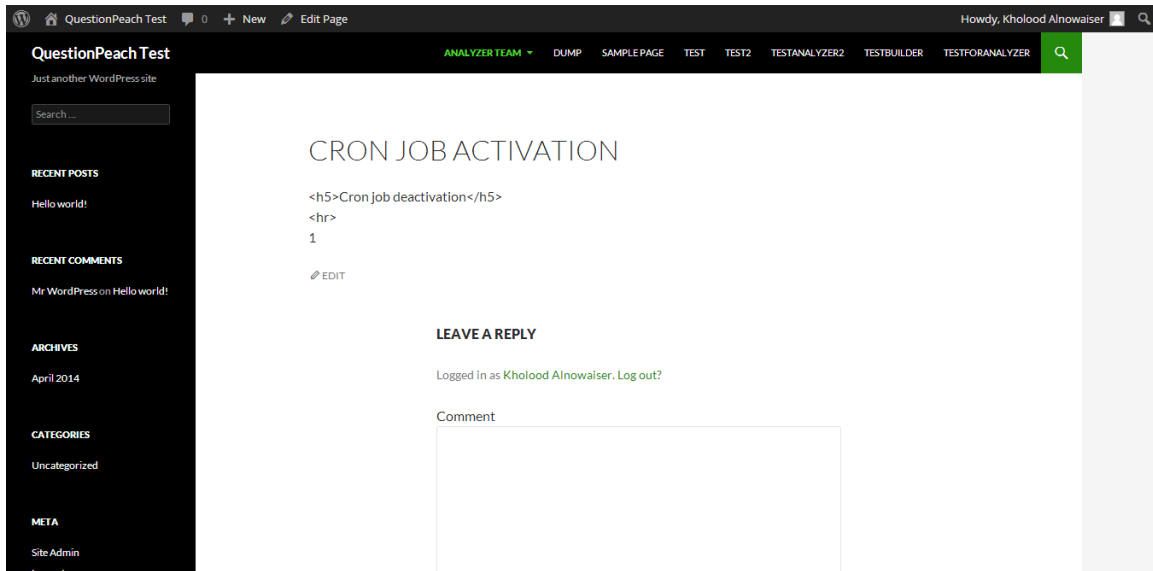 QuestionPeach Test 0 + New Edit Page Howdy, Kholood Alnowaiser
QuestionPeach Test
ANALYZER TEAM DUMP SAMPLE PAGE TEST TEST2 TESTANALYZER2 TESTBUILDER TESTFORANALYZER
Just another WordPress site
Search ...
RECENT POSTS
Hello world!
RECENT COMMENTS
Mr WordPress on Hello world!
ARCHIVES
April 2014
CATEGORIES
Uncategorized
META
Site Admin
CRON JOB ACTIVATION
<h5>Cron job deactivation</h5>
<hr>
1
EDIT
LEAVE A REPLY
Logged in as Kholood Alnowaiser. Log out?
Comment